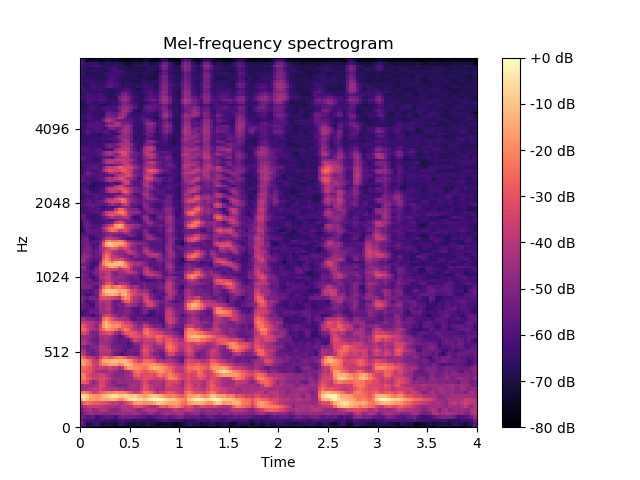 Mel-frequency spectrogram
+0 dB
4096
-10 dB
-20 dB
2048
-30 dB
Hz
-40 dB
1024
-50 dB
-60 dB
512
-70 dB
0
-80 dB
0 0.5 1 1.5 2 2.5 3 3.5 4
Time